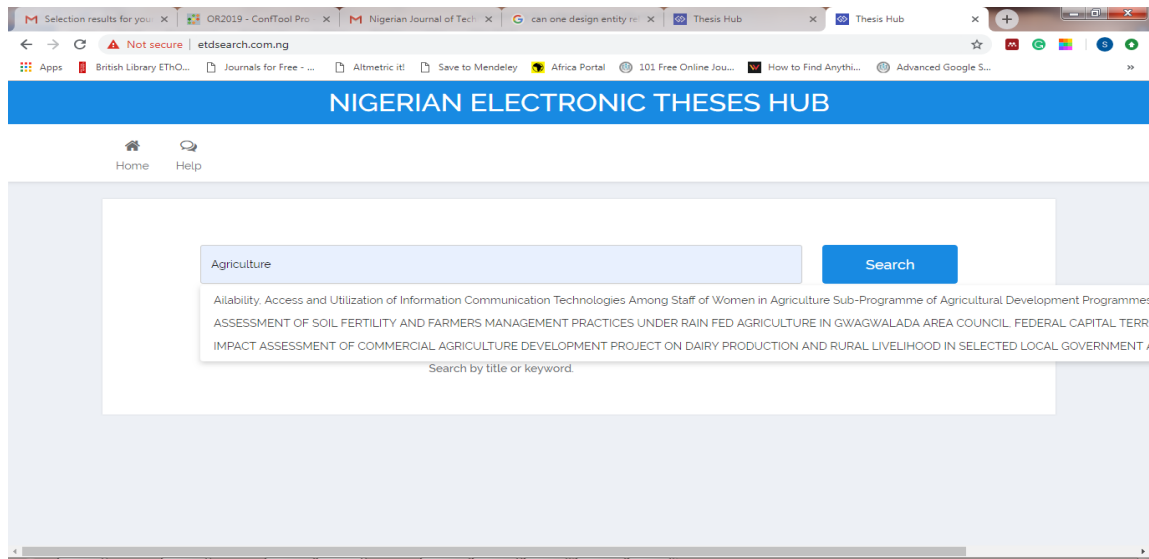 Selection results for you
OR2019 - ConfTool Pro
Nigerian Journal of Tech
can one design entity re
Thesis Hub
Thesis Hub
Not secure | etdsearch.com.ng
Apps
British Library EThO...
Journals for Free - ...
Altmetric it!
Save to Mendeley
Africa Portal
101 Free Online Jou...
How to Find Anythi...
Advanced Google S...
»
NIGERIAN ELECTRONIC THESES HUB
Home
Help
Agriculture
Search
Ailability, Access and Utilization of Information Communication Technologies Among Staff of Women in Agriculture Sub-Programme of Agricultural Development Programmes
ASSESSMENT OF SOIL FERTILITY AND FARMERS MANAGEMENT PRACTICES UNDER RAIN FED AGRICULTURE IN GWAGWALADA AREA COUNCIL, FEDERAL CAPITAL TERR
IMPACT ASSESSMENT OF COMMERCIAL AGRICULTURE DEVELOPMENT PROJECT ON DAIRY PRODUCTION AND RURAL LIVELIHOOD IN SELECTED LOCAL GOVERNMENT A
Search by title or keyword.